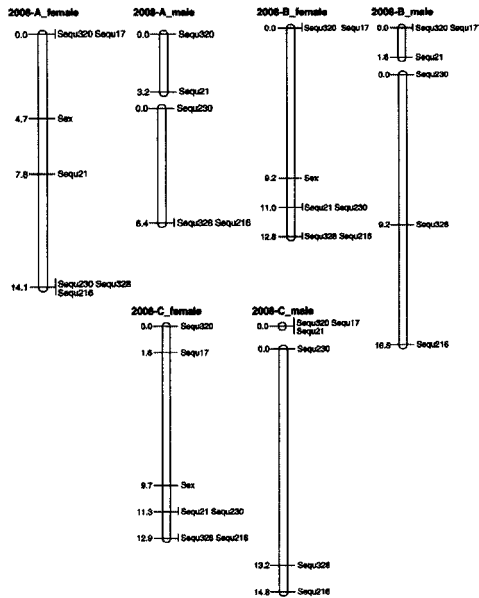 2008-A_female
0.0 Sequ320 Sequ17
4.7 Sex
7.8 Sequ21
14.1 Sequ230 Sequ328
Sequ216
2008-A_male
0.0 Sequ320
3.2 Sequ21
0.0 Sequ230
6.4 Sequ328 Sequ216
2008-B_female
0.0 Sequ320 Sequ17
9.2 Sex
11.0 Sequ21 Sequ230
12.8 Sequ328 Sequ216
2008-B_male
0.0 Sequ320 Sequ17
1.8 Sequ21
0.0 Sequ230
9.2 Sequ328
16.5 Sequ216
2008-C_female
0.0 Sequ320
1.6 Sequ17
9.7 Sex
11.3 Sequ21 Sequ230
12.9 Sequ328 Sequ216
2008-C_male
0.0 Sequ320 Sequ17
Sequ21
0.0 Sequ230
13.2 Sequ328
14.8 Sequ216